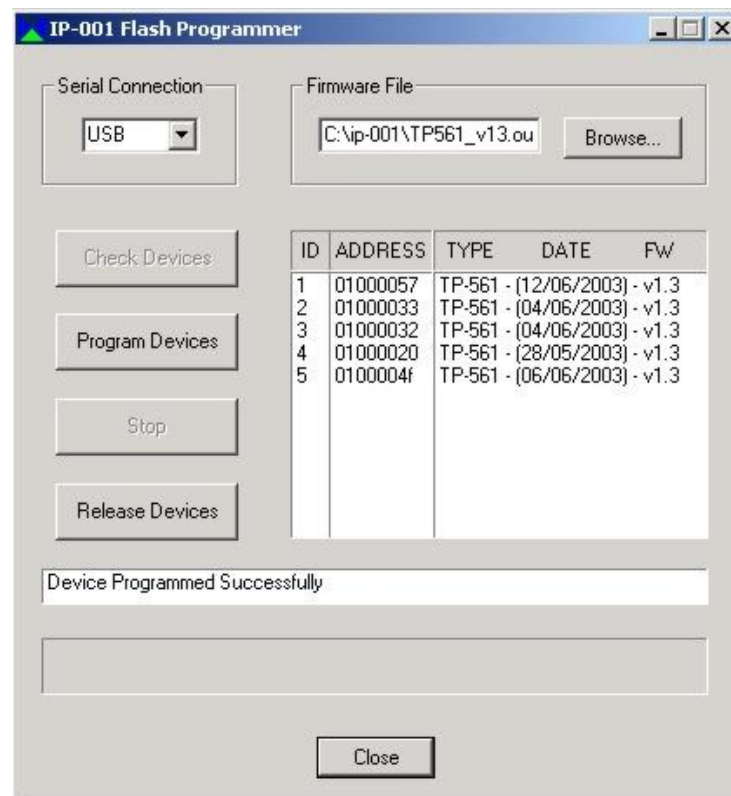 IP-001 Flash Programmer
Serial Connection
Firmware File
USB
C:\ip-001\TP561_v13.ou
Browse...
Check Devices
Program Devices
Stop
Release Devices
ID ADDRESS TYPE DATE FW
1 01000057 TP-561 - (12/06/2003) - v1.3
2 01000033 TP-561 - (04/06/2003) - v1.3
3 01000032 TP-561 - (04/06/2003) - v1.3
4 01000020 TP-561 - (28/05/2003) - v1.3
5 0100004f TP-561 - (06/06/2003) - v1.3
Device Programmed Successfully
Close